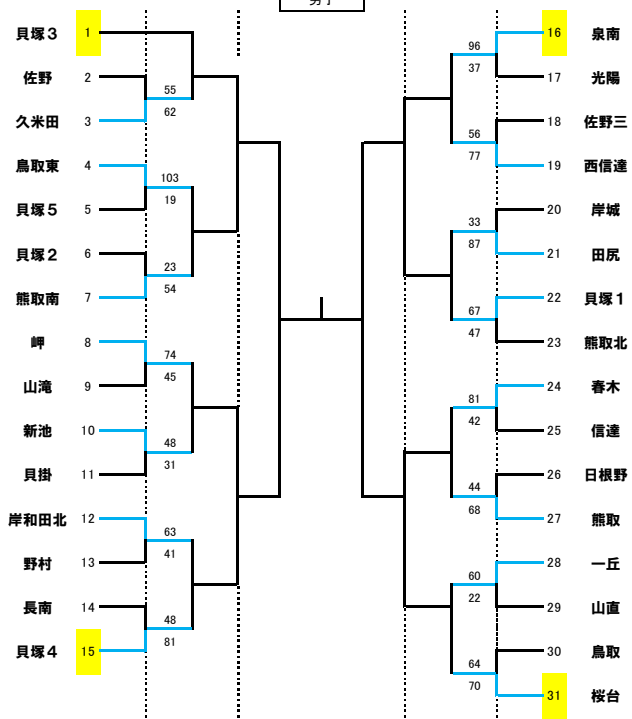 男子
貝塚3 1
佐野 2
55
62
久米田 3
鳥取東 4
103
19
貝塚5 5
貝塚2 6
23
54
熊取南 7
岬 8
74
45
山滝 9
新池 10
48
31
貝掛 11
岸和田北 12
63
41
野村 13
長南 14
48
81
貝塚4 15
16 泉南
96
37
17 光陽
18 佐野三
56
77
19 西信達
20 岸城
33
87
21 田尻
22 貝塚1
67
47
23 熊取北
24 春木
81
42
25 信達
26 日根野
44
68
27 熊取
28 一丘
60
22
29 山直
30 鳥取
64
70
31 桜台